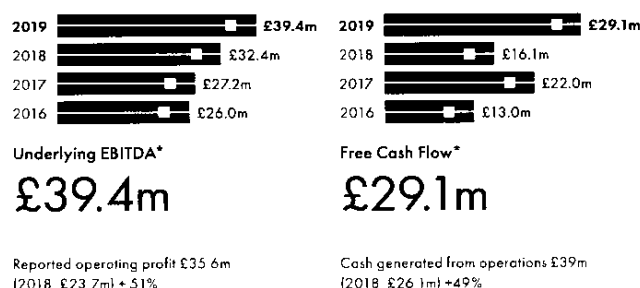 2019 £39.4m
2018 £32.4m
2017 £27.2m
2016 £26.0m
Underlying EBITDA*
£39.4m
Reported operating profit £35.6m
(2018 £23.7m) + 51%
2019 £29.1m
2018 £16.1m
2017 £22.0m
2016 £13.0m
Free Cash Flow*
£29.1m
Cash generated from operations £39m
(2018 £26.1m) +49%